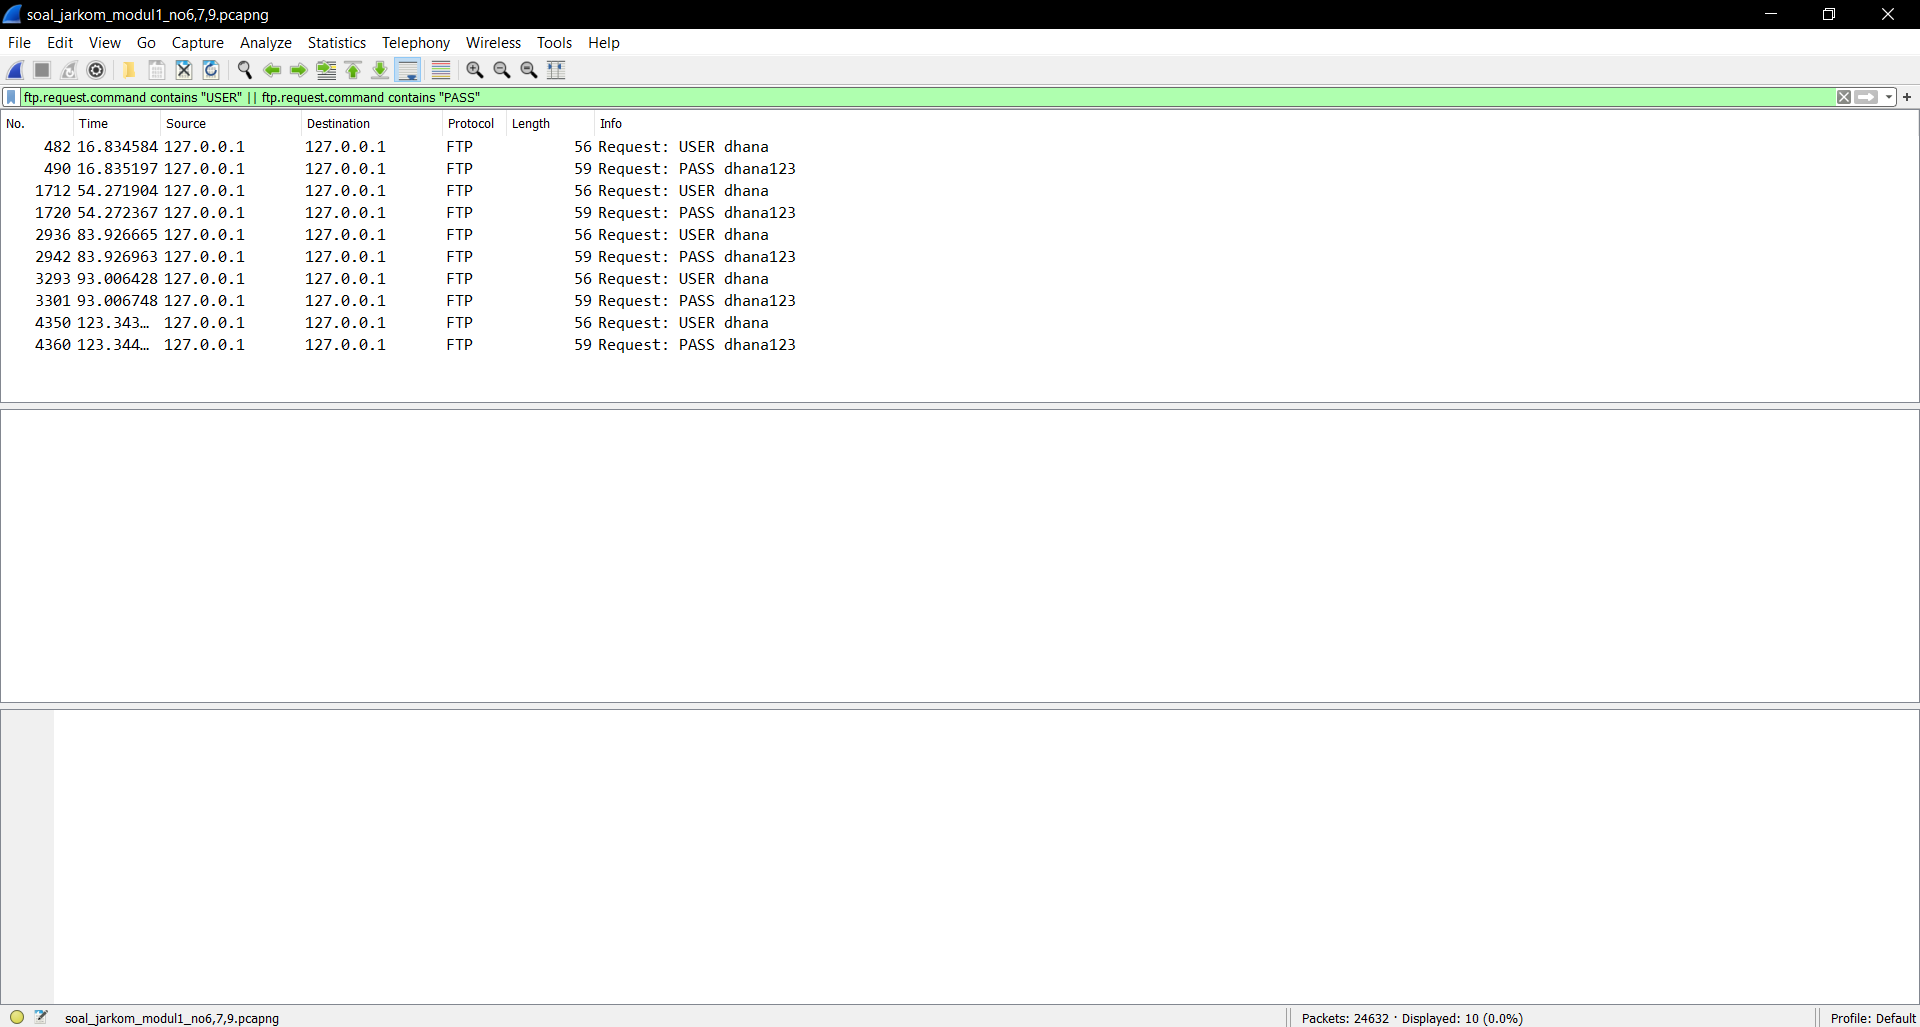 soal_jarkom_modul1_no6,7,9.pcapng
File Edit View Go Capture Analyze Statistics Telephony Wireless Tools Help
ftp.request.command contains "USER" || ftp.request.command contains "PASS"
No. Time Source Destination Protocol Length Info
482 16.834584 127.0.0.1 127.0.0.1 FTP 56 Request: USER dhana
490 16.835197 127.0.0.1 127.0.0.1 FTP 59 Request: PASS dhana123
1712 54.271904 127.0.0.1 127.0.0.1 FTP 56 Request: USER dhana
1720 54.272367 127.0.0.1 127.0.0.1 FTP 59 Request: PASS dhana123
2936 83.926665 127.0.0.1 127.0.0.1 FTP 56 Request: USER dhana
2942 83.926963 127.0.0.1 127.0.0.1 FTP 59 Request: PASS dhana123
3293 93.006428 127.0.0.1 127.0.0.1 FTP 56 Request: USER dhana
3301 93.006748 127.0.0.1 127.0.0.1 FTP 59 Request: PASS dhana123
4350 123.343… 127.0.0.1 127.0.0.1 FTP 56 Request: USER dhana
4360 123.344… 127.0.0.1 127.0.0.1 FTP 59 Request: PASS dhana123
soal_jarkom_modul1_no6,7,9.pcapng Packets: 24632 · Displayed: 10 (0.0%) Profile: Default